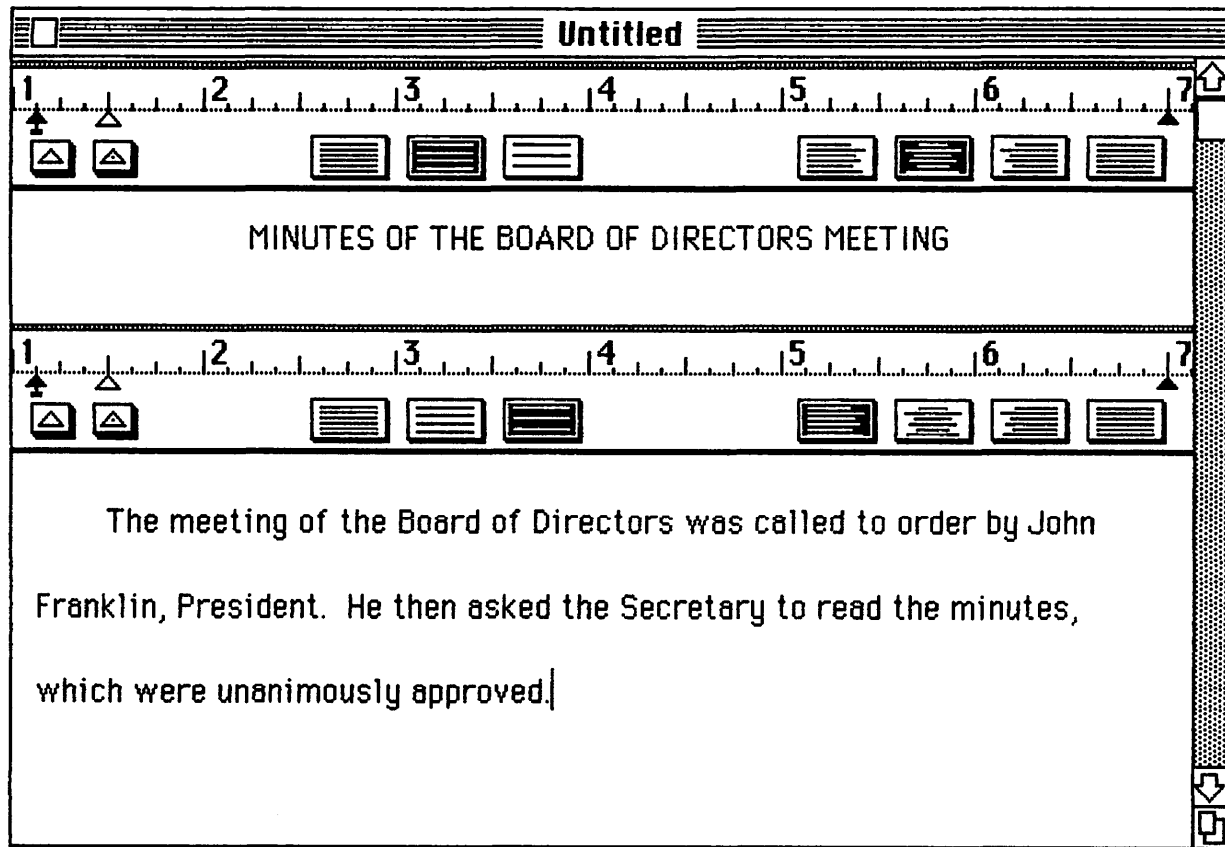 Untitled
1 2 3 4 5 6 7
MINUTES OF THE BOARD OF DIRECTORS MEETING
1 2 3 4 5 6 7
The meeting of the Board of Directors was called to order by John
Franklin, President. He then asked the Secretary to read the minutes,
which were unanimously approved.